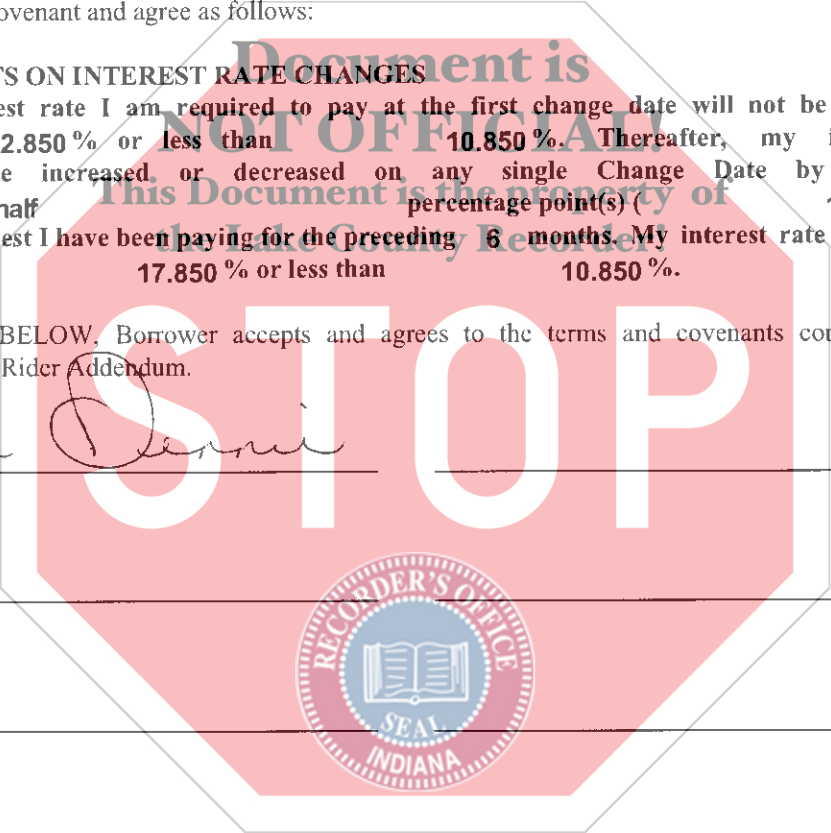 ovenant and agree as follows:
Document is
TS ON INTEREST RATE CHANGES
est rate I am required to pay at the first change date will not be
2.850 % or less than 10.850 %. Thereafter, my i
NOT OFFICIAL!
e increased or decreased on any single Change Date by
This Document is the property of
half percentage point(s) (
est I have been paying for the preceding 6 months. My interest rate
the Lake County Recorder!
17.850 % or less than 10.850 %.
BELOW, Borrower accepts and agrees to the terms and covenants con
Rider Addendum.
STOP
RECORDER'S OFFICE
SEAL
INDIANA